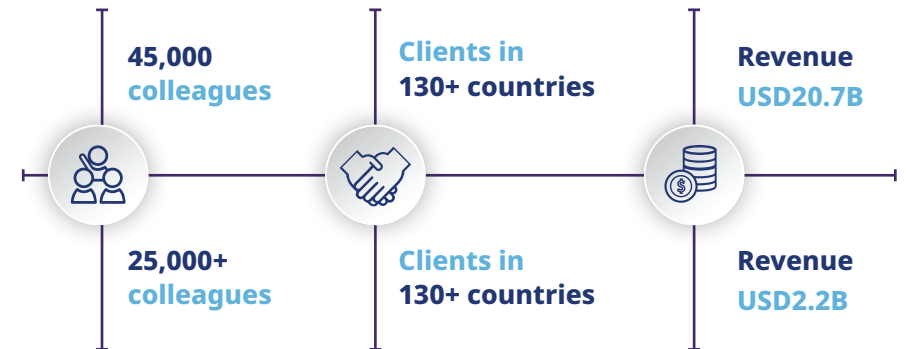 45,000
colleagues
Clients in
130+ countries
Revenue
USD20.7B
$
25,000+
colleagues
Clients in
130+ countries
Revenue
USD2.2B